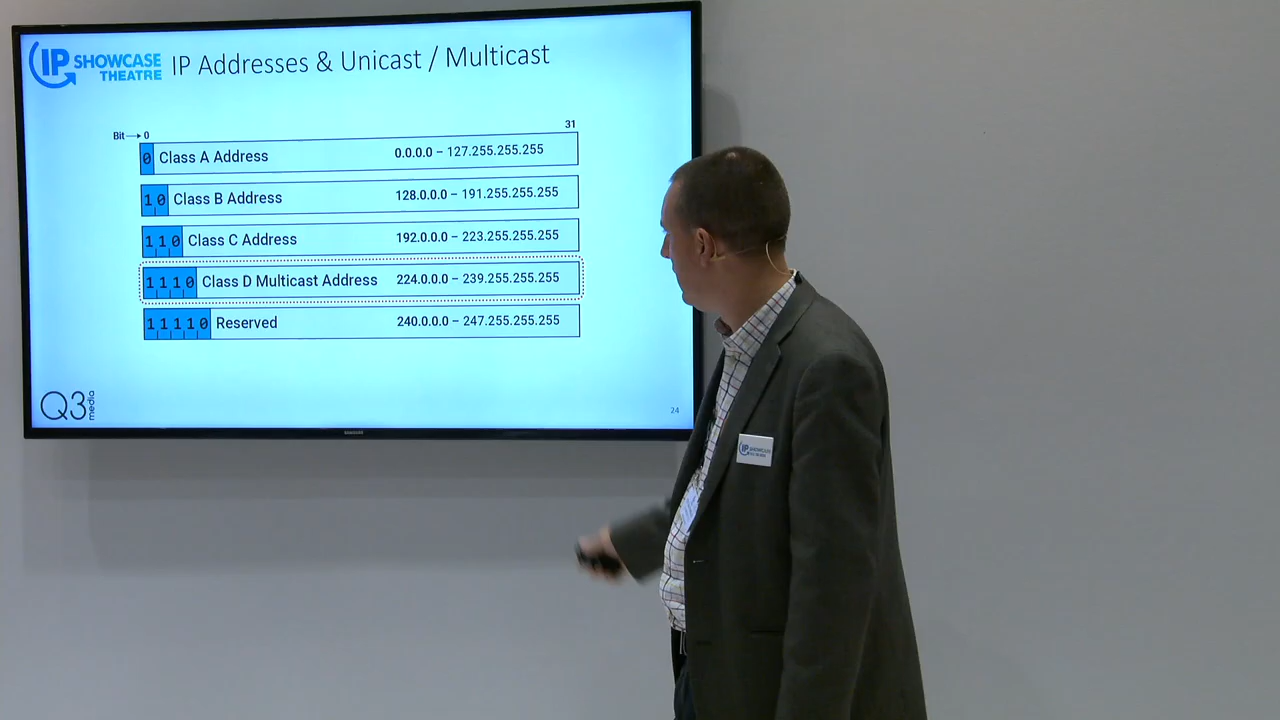 IP SHOWCASE
THEATRE
IP Addresses & Unicast / Multicast
Bit→ 0
31
0 Class A Address 0.0.0.0 – 127.255.255.255
1 0 Class B Address 128.0.0.0 – 191.255.255.255
1 1 0 Class C Address 192.0.0.0 – 223.255.255.255
1 1 1 0 Class D Multicast Address 224.0.0.0 – 239.255.255.255
1 1 1 1 0 Reserved 240.0.0.0 – 247.255.255.255
Q3 media
24
SAMSUNG
IP SHOWCASE